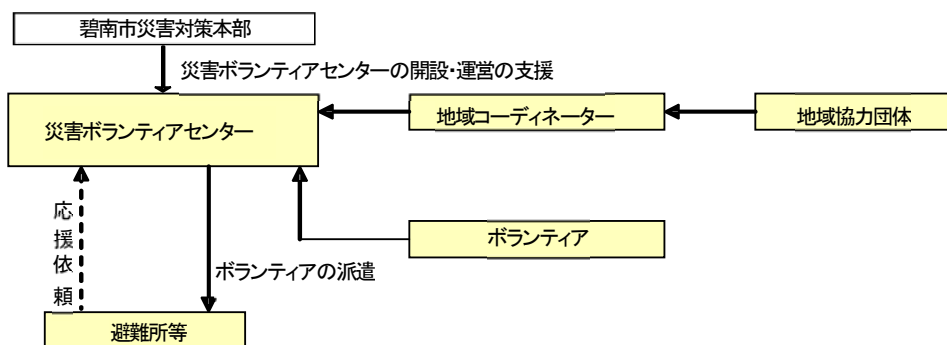 碧南市災害対策本部
災害ボランティアセンターの開設・運営の支援
災害ボランティアセンター
地域コーディネーター
地域協力団体
応援依頼
ボランティア
ボランティアの派遣
避難所等